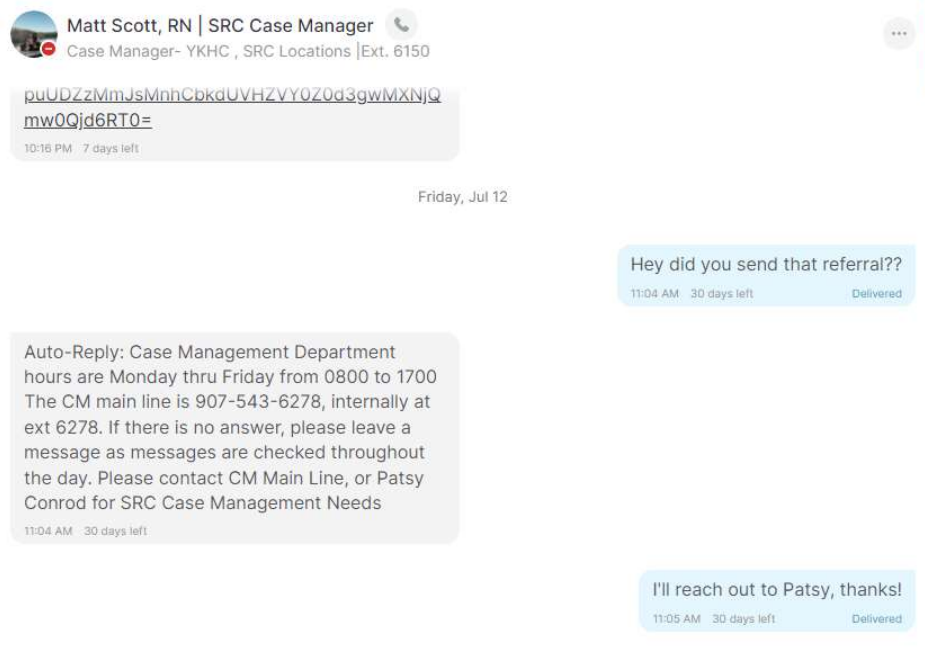 Matt Scott, RN | SRC Case Manager
Case Manager- YKHC , SRC Locations |Ext. 6150
puUDZzMmJsMnhCbkdUVHZVY0Z0d3gwMXNjQ
mw0Qjd6RT0=
10:16 PM 7 days left
Friday, Jul 12
Hey did you send that referral??
11:04 AM 30 days left Delivered
Auto-Reply: Case Management Department
hours are Monday thru Friday from 0800 to 1700
The CM main line is 907-543-6278, internally at
ext 6278. If there is no answer, please leave a
message as messages are checked throughout
the day. Please contact CM Main Line, or Patsy
Conrod for SRC Case Management Needs
11:04 AM 30 days left
I'll reach out to Patsy, thanks!
11:05 AM 30 days left Delivered